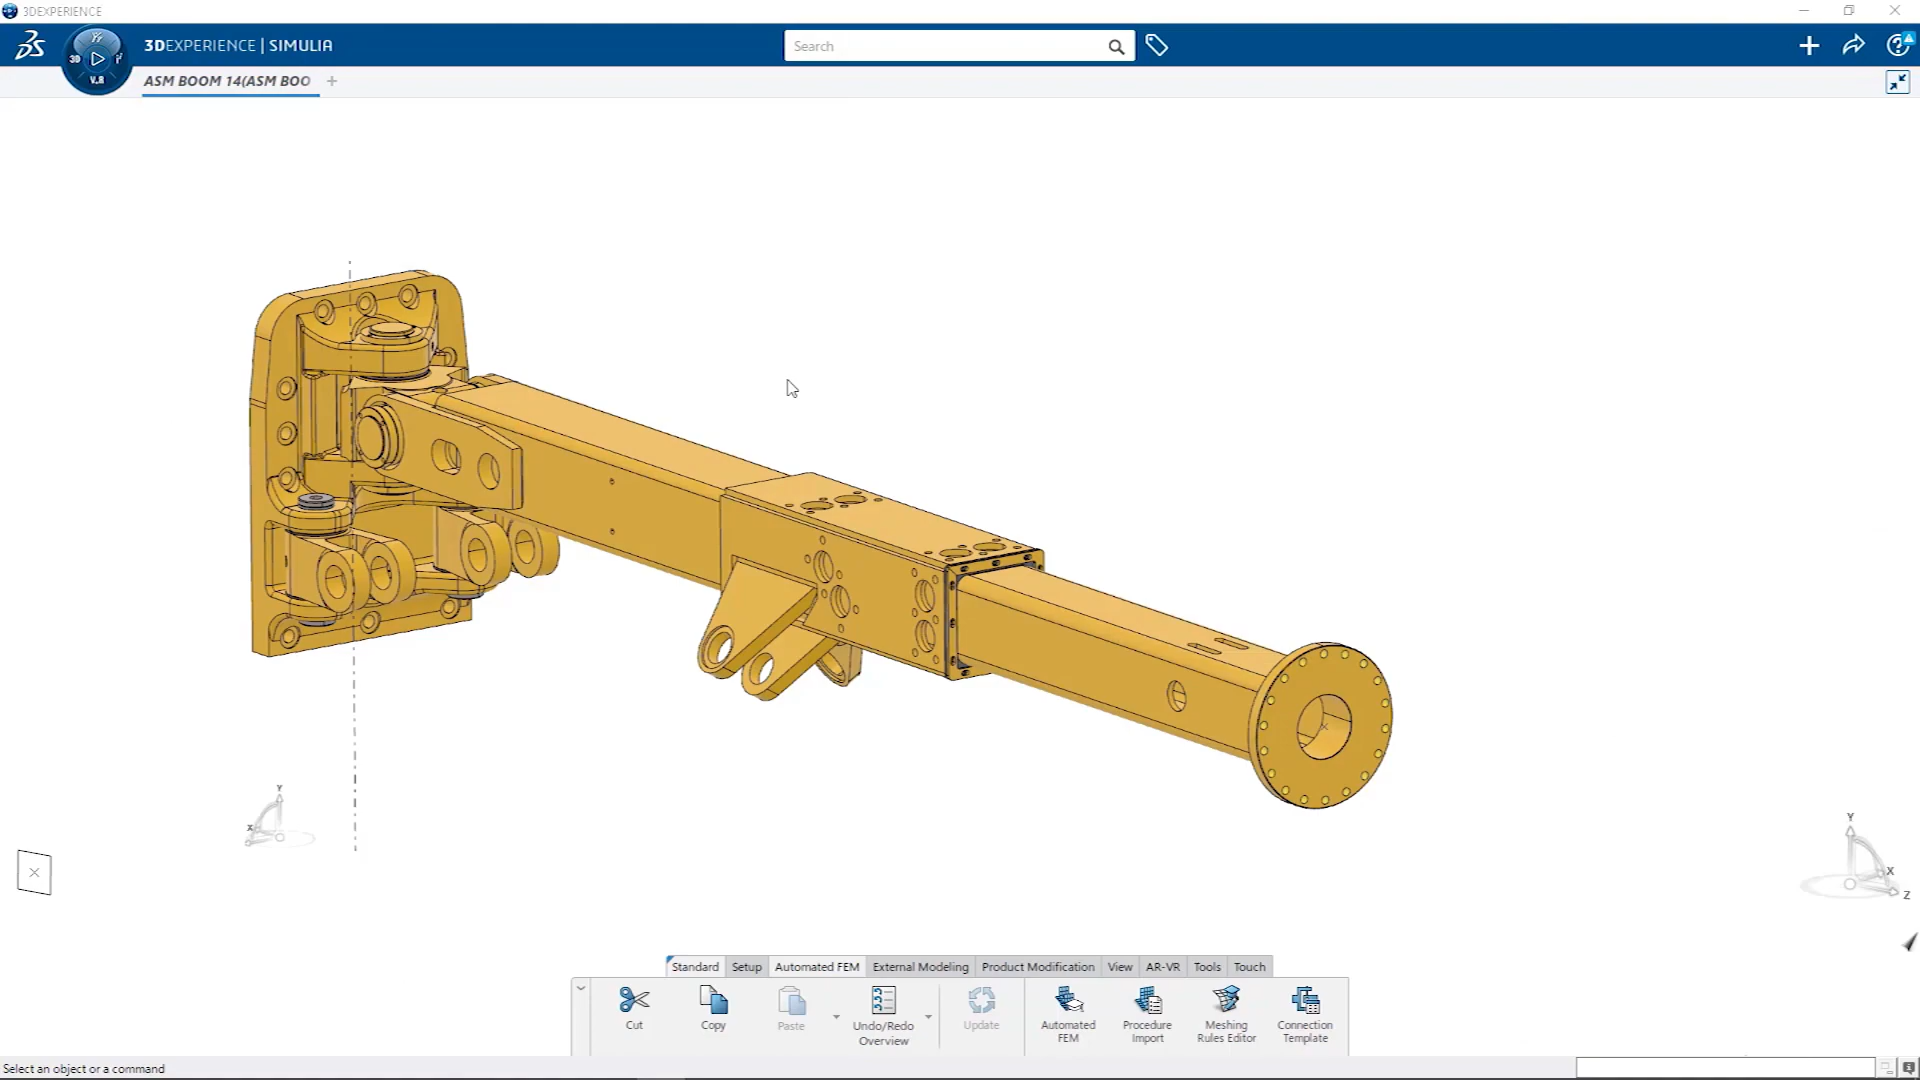 3DEXPERIENCE
3DEXPERIENCE | SIMULIA
Search
3D
V.R
ASM BOOM 14(ASM BOO
Y
X
Y
X
Z
Standard
Setup
Automated FEM
External Modeling
Product Modification
View
AR-VR
Tools
Touch
Cut
Copy
Paste
Undo/Redo
Overview
Update
Automated
FEM
Procedure
Import
Meshing
Rules Editor
Connection
Template
Select an object or a command